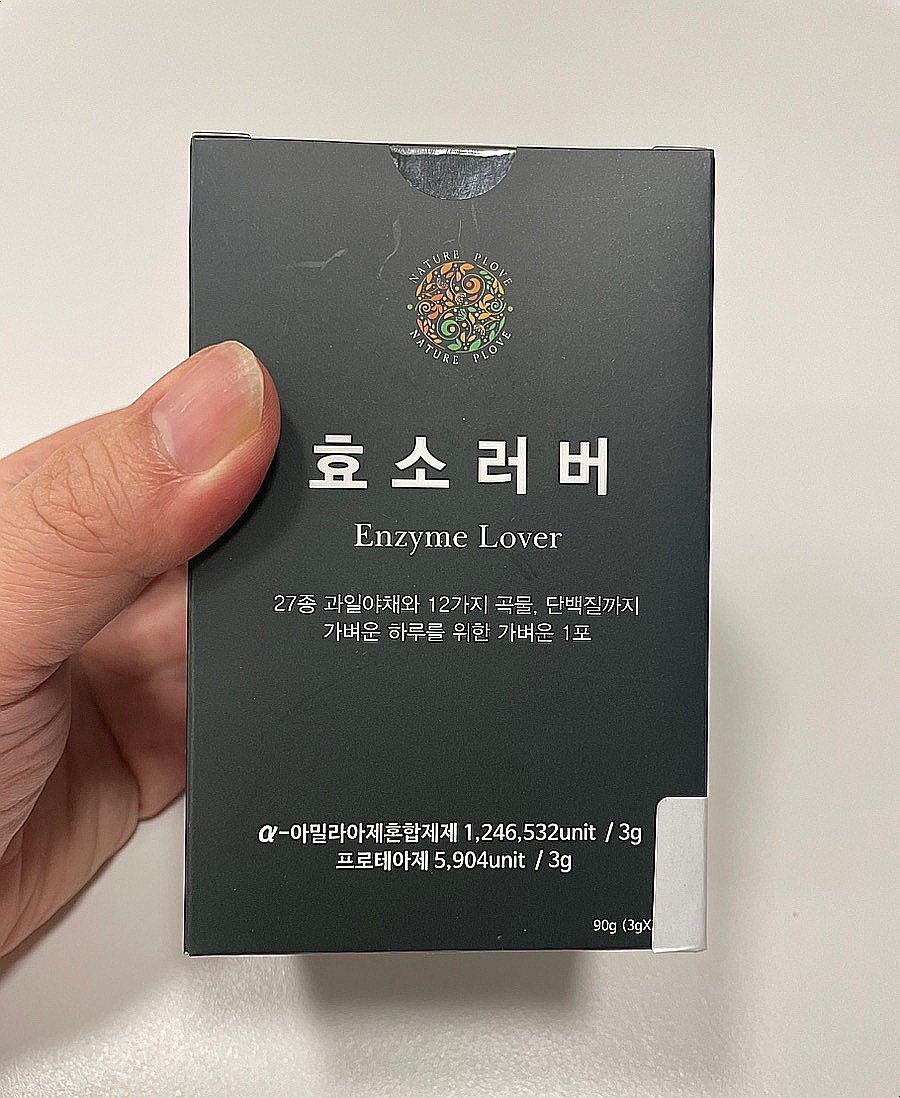 NATURE PLOVE
NATURE PLOVE
효소러버
Enzyme Lover
27종 과일야채와 12가지 곡물, 단백질까지
가벼운 하루를 위한 가벼운 1포
α-아밀라아제혼합제제 1,246,532unit / 3g
프로테아제 5,904unit / 3g
90g (3gX